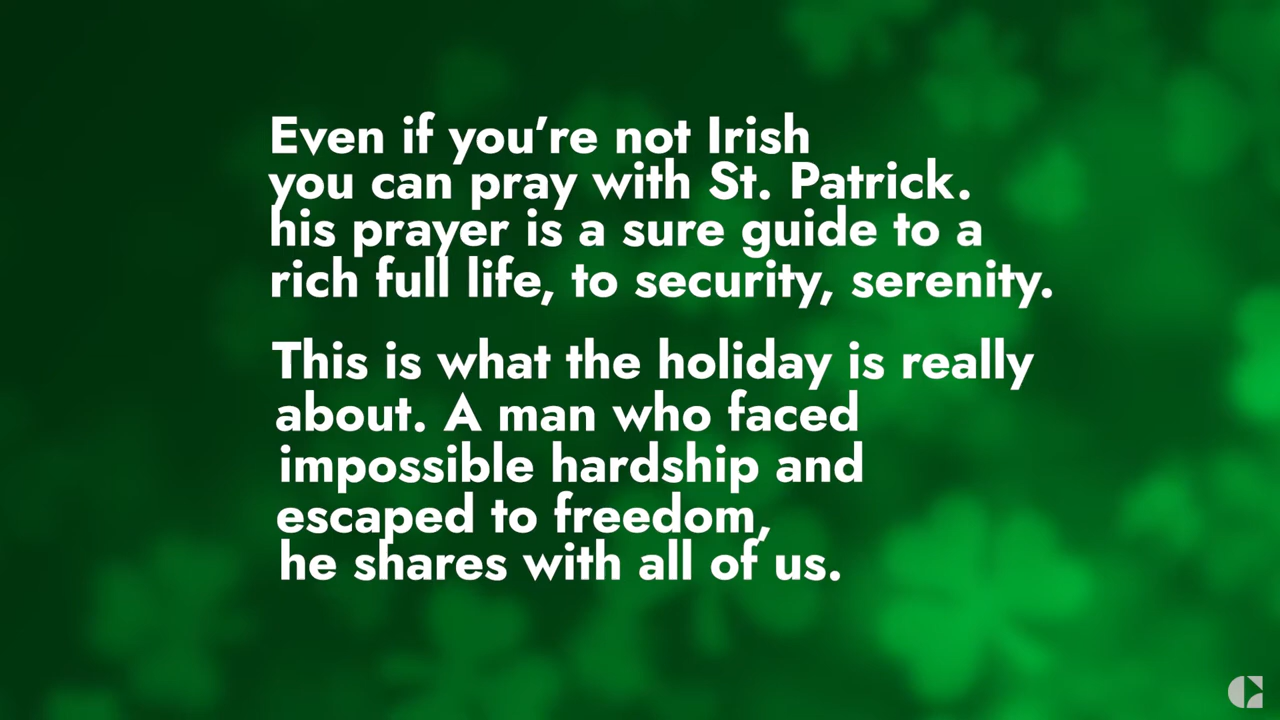 Even if you’re not Irish
you can pray with St. Patrick.
his prayer is a sure guide to a
rich full life, to security, serenity.
This is what the holiday is really
about. A man who faced
impossible hardship and
escaped to freedom,
he shares with all of us.